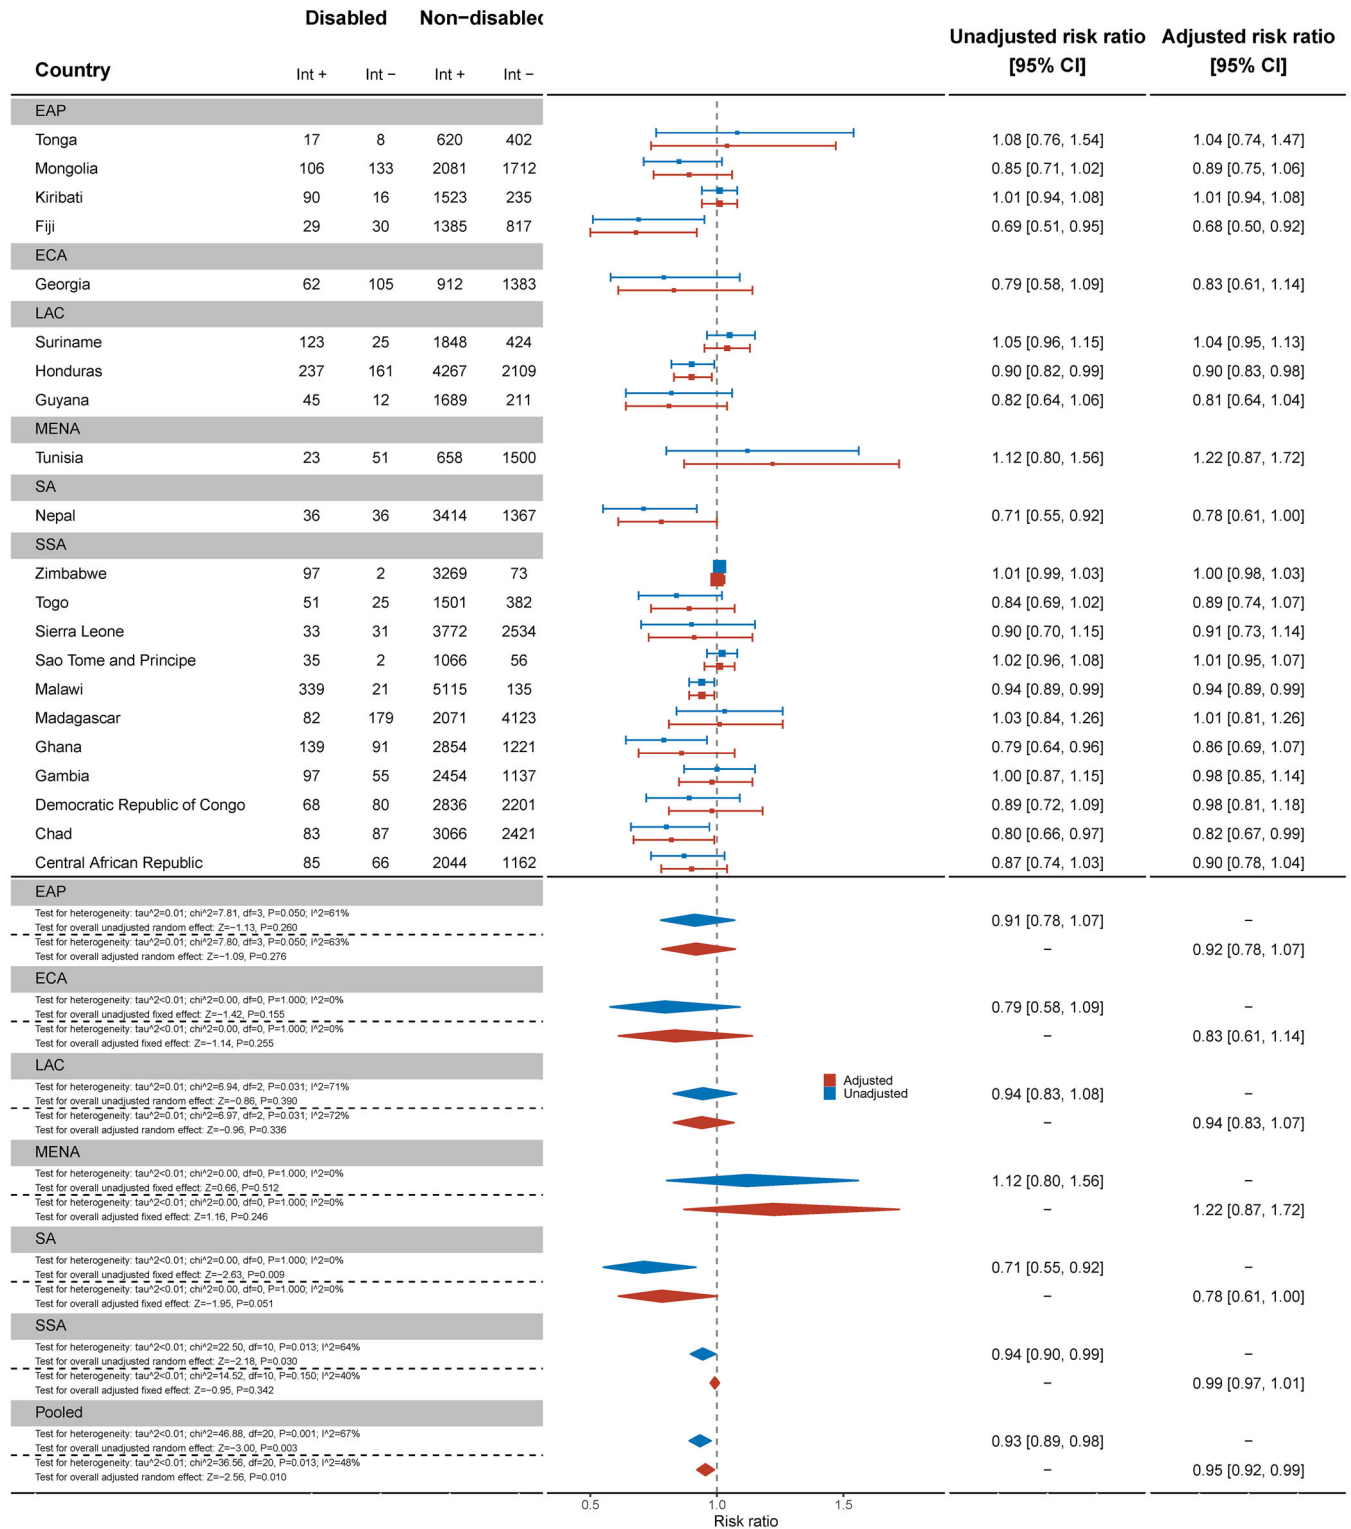 Disabled Non−disabled
Unadjusted risk ratio Adjusted risk ratio
[95% CI] [95% CI]
Country Int + Int − Int + Int −
EAP
Tonga 17 8 620 402 1.08 [0.76, 1.54] 1.04 [0.74, 1.47]
Mongolia 106 133 2081 1712 0.85 [0.71, 1.02] 0.89 [0.75, 1.06]
Kiribati 90 16 1523 235 1.01 [0.94, 1.08] 1.01 [0.94, 1.08]
Fiji 29 30 1385 817 0.69 [0.51, 0.95] 0.68 [0.50, 0.92]
ECA
Georgia 62 105 912 1383 0.79 [0.58, 1.09] 0.83 [0.61, 1.14]
LAC
Suriname 123 25 1848 424 1.05 [0.96, 1.15] 1.04 [0.95, 1.13]
Honduras 237 161 4267 2109 0.90 [0.82, 0.99] 0.90 [0.83, 0.98]
Guyana 45 12 1689 211 0.82 [0.64, 1.06] 0.81 [0.64, 1.04]
MENA
Tunisia 23 51 658 1500 1.12 [0.80, 1.56] 1.22 [0.87, 1.72]
SA
Nepal 36 36 3414 1367 0.71 [0.55, 0.92] 0.78 [0.61, 1.00]
SSA
Zimbabwe 97 2 3269 73 1.01 [0.99, 1.03] 1.00 [0.98, 1.03]
Togo 51 25 1501 382 0.84 [0.69, 1.02] 0.89 [0.74, 1.07]
Sierra Leone 33 31 3772 2534 0.90 [0.70, 1.15] 0.91 [0.73, 1.14]
Sao Tome and Principe 35 2 1066 56 1.02 [0.96, 1.08] 1.01 [0.95, 1.07]
Malawi 339 21 5115 135 0.94 [0.89, 0.99] 0.94 [0.89, 0.99]
Madagascar 82 179 2071 4123 1.03 [0.84, 1.26] 1.01 [0.81, 1.26]
Ghana 139 91 2854 1221 0.79 [0.64, 0.96] 0.86 [0.69, 1.07]
Gambia 97 55 2454 1137 1.00 [0.87, 1.15] 0.98 [0.85, 1.14]
Democratic Republic of Congo 68 80 2836 2201 0.89 [0.72, 1.09] 0.98 [0.81, 1.18]
Chad 83 87 3066 2421 0.80 [0.66, 0.97] 0.82 [0.67, 0.99]
Central African Republic 85 66 2044 1162 0.87 [0.74, 1.03] 0.90 [0.78, 1.04]
EAP
Test for heterogeneity: tau^2=0.01; chi^2=7.81, df=3, P=0.050; I^2=61%
Test for overall unadjusted random effect: Z=−1.13, P=0.260 0.91 [0.78, 1.07] −
Test for heterogeneity: tau^2=0.01; chi^2=7.80, df=3, P=0.050; I^2=63%
Test for overall adjusted random effect: Z=−1.09, P=0.276 − 0.92 [0.78, 1.07]
ECA
Test for heterogeneity: tau^2<0.01; chi^2=0.00, df=0, P=1.000; I^2=0%
Test for overall unadjusted fixed effect: Z=−1.42, P=0.155 0.79 [0.58, 1.09] −
Test for heterogeneity: tau^2<0.01; chi^2=0.00, df=0, P=1.000; I^2=0%
Test for overall adjusted fixed effect: Z=−1.14, P=0.255 − 0.83 [0.61, 1.14]
LAC
Adjusted
Test for heterogeneity: tau^2=0.01; chi^2=6.94, df=2, P=0.031; I^2=71%
Unadjusted
Test for overall unadjusted random effect: Z=−0.86, P=0.390 0.94 [0.83, 1.08] −
Test for heterogeneity: tau^2=0.01; chi^2=6.97, df=2, P=0.031; I^2=72%
Test for overall adjusted random effect: Z=−0.96, P=0.336 − 0.94 [0.83, 1.07]
MENA
Test for heterogeneity: tau^2<0.01; chi^2=0.00, df=0, P=1.000; I^2=0%
Test for overall unadjusted fixed effect: Z=0.66, P=0.512 1.12 [0.80, 1.56] −
Test for heterogeneity: tau^2<0.01; chi^2=0.00, df=0, P=1.000; I^2=0%
Test for overall adjusted fixed effect: Z=1.16, P=0.246 − 1.22 [0.87, 1.72]
SA
Test for heterogeneity: tau^2<0.01; chi^2=0.00, df=0, P=1.000; I^2=0%
Test for overall unadjusted fixed effect: Z=−2.63, P=0.009 0.71 [0.55, 0.92] −
Test for heterogeneity: tau^2<0.01; chi^2=0.00, df=0, P=1.000; I^2=0%
Test for overall adjusted fixed effect: Z=−1.95, P=0.051 − 0.78 [0.61, 1.00]
SSA
Test for heterogeneity: tau^2<0.01; chi^2=22.50, df=10, P=0.013; I^2=64%
Test for overall unadjusted random effect: Z=−2.18, P=0.030 0.94 [0.90, 0.99] −
Test for heterogeneity: tau^2<0.01; chi^2=14.52, df=10, P=0.150; I^2=40%
Test for overall adjusted fixed effect: Z=−0.95, P=0.342 − 0.99 [0.97, 1.01]
Pooled
Test for heterogeneity: tau^2<0.01; chi^2=46.88, df=20, P=0.001; I^2=67%
Test for overall unadjusted random effect: Z=−3.00, P=0.003 0.93 [0.89, 0.98] −
Test for heterogeneity: tau^2<0.01; chi^2=36.56, df=20, P=0.013; I^2=48%
Test for overall adjusted random effect: Z=−2.56, P=0.010 − 0.95 [0.92, 0.99]
0.5 1.0 1.5
Risk ratio